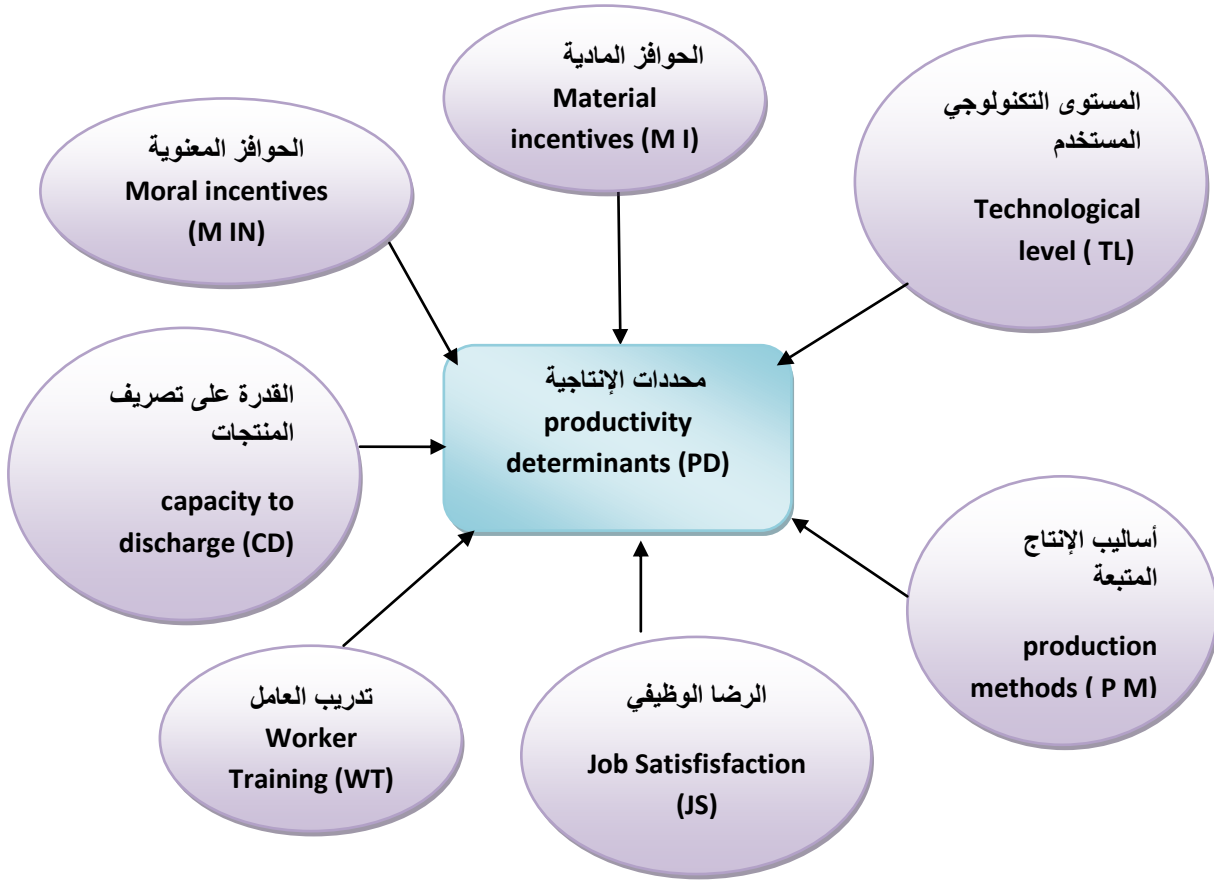 الحوافز المادية
Material
incentives (M I)
المستوى التكنولوجي
المستخدم
Technological
level ( TL)
الحوافز المعنوية
Moral incentives
(M IN)
محددات الإنتاجية
productivity
determinants (PD)
القدرة على تصريف
المنتجات
capacity to
discharge (CD)
أساليب الإنتاج
المتبعة
production
methods ( P M)
تدريب العامل
Worker
Training (WT)
الرضا الوظيفي
Job Satisfisfaction
(JS)